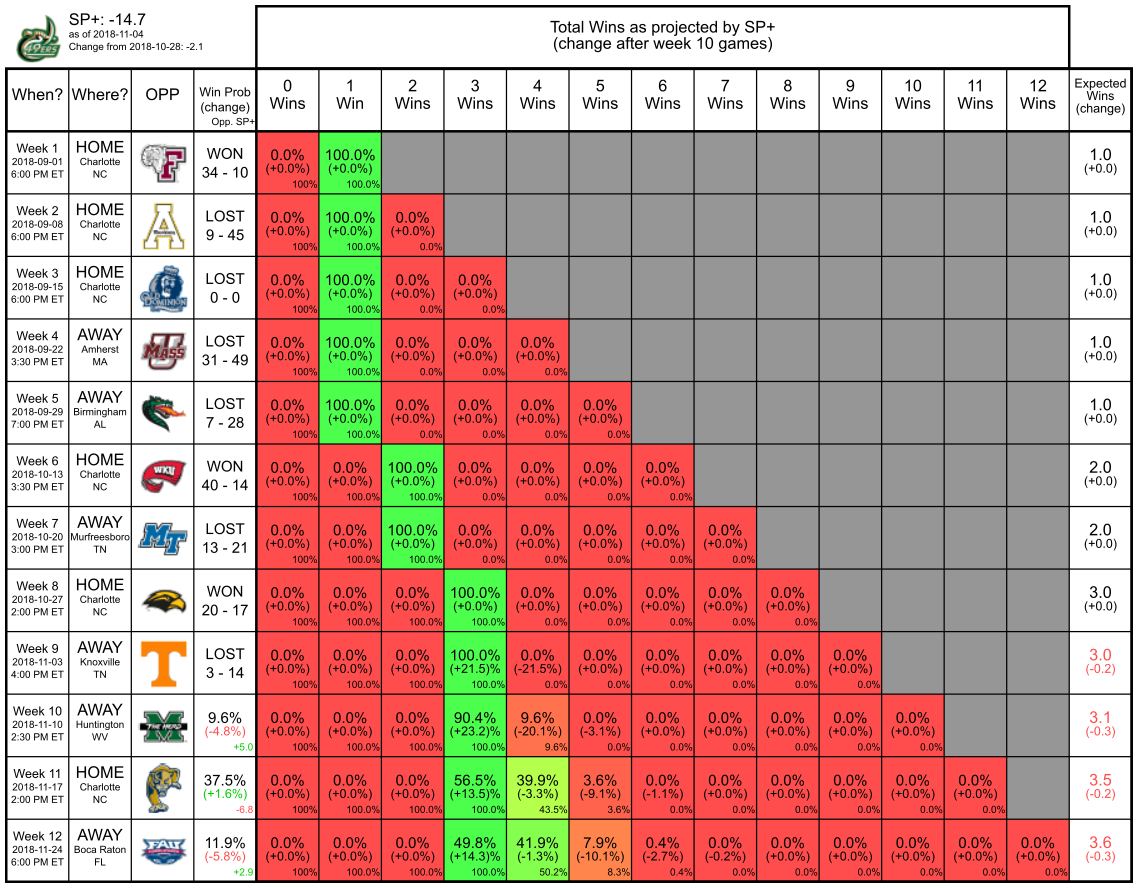 49ERS
SP+: -14.7
as of 2018-11-04
Change from 2018-10-28: -2.1
Total Wins as projected by SP+
(change after week 10 games)
When? Where? OPP Win Prob (change) Opp. SP+ 0 Wins 1 Win 2 Wins 3 Wins 4 Wins 5 Wins 6 Wins 7 Wins 8 Wins 9 Wins 10 Wins 11 Wins 12 Wins Expected Wins (change)
Week 1 HOME F WON 0.0% 100.0% 1.0
2018-09-01 Charlotte 34 - 10 (+0.0%) (+0.0%) (+0.0)
6:00 PM ET NC 100% 100.0%
Week 2 HOME A LOST 0.0% 100.0% 0.0% 1.0
2018-09-08 Charlotte 9 - 45 (+0.0%) (+0.0%) (+0.0%) (+0.0)
6:00 PM ET NC 100% 100.0% 0.0%
Week 3 HOME LOST 0.0% 100.0% 0.0% 0.0% 1.0
2018-09-15 Charlotte DOMINION 0 - 0 (+0.0%) (+0.0%) (+0.0%) (+0.0%) (+0.0)
6:00 PM ET NC 100% 100.0% 0.0% 0.0%
Week 4 AWAY U MASS LOST 0.0% 100.0% 0.0% 0.0% 0.0% 1.0
2018-09-22 Amherst 31 - 49 (+0.0%) (+0.0%) (+0.0%) (+0.0%) (+0.0%) (+0.0)
3:30 PM ET MA 100% 100.0% 0.0% 0.0% 0.0%
Week 5 AWAY LOST 0.0% 100.0% 0.0% 0.0% 0.0% 0.0% 1.0
2018-09-29 Birmingham 7 - 28 (+0.0%) (+0.0%) (+0.0%) (+0.0%) (+0.0%) (+0.0%) (+0.0)
7:00 PM ET AL 100% 100.0% 0.0% 0.0% 0.0% 0.0%
Week 6 HOME WKU WON 0.0% 0.0% 100.0% 0.0% 0.0% 0.0% 0.0% 2.0
2018-10-13 Charlotte 40 - 14 (+0.0%) (+0.0%) (+0.0%) (+0.0%) (+0.0%) (+0.0%) (+0.0%) (+0.0)
3:30 PM ET NC 100% 100% 100.0% 0.0% 0.0% 0.0% 0.0%
Week 7 AWAY MT LOST 0.0% 0.0% 100.0% 0.0% 0.0% 0.0% 0.0% 0.0% 2.0
2018-10-20 Murfreesboro 13 - 21 (+0.0%) (+0.0%) (+0.0%) (+0.0%) (+0.0%) (+0.0%) (+0.0%) (+0.0%) (+0.0)
3:00 PM ET TN 100% 100% 100.0% 0.0% 0.0% 0.0% 0.0% 0.0%
Week 8 HOME WON 0.0% 0.0% 0.0% 100.0% 0.0% 0.0% 0.0% 0.0% 0.0% 3.0
2018-10-27 Charlotte 20 - 17 (+0.0%) (+0.0%) (+0.0%) (+0.0%) (+0.0%) (+0.0%) (+0.0%) (+0.0%) (+0.0%) (+0.0)
2:00 PM ET NC 100% 100% 100% 100.0% 0.0% 0.0% 0.0% 0.0% 0.0%
Week 9 AWAY T LOST 0.0% 0.0% 0.0% 100.0% 0.0% 0.0% 0.0% 0.0% 0.0% 0.0% 3.0
2018-11-03 Knoxville 3 - 14 (+0.0%) (+0.0%) (+0.0%) (+21.5)% (-21.5%) (+0.0%) (+0.0%) (+0.0%) (+0.0%) (+0.0%) (-0.2)
4:00 PM ET TN 100% 100% 100% 100.0% 0.0% 0.0% 0.0% 0.0% 0.0% 0.0%
Week 10 AWAY M THE HERD 9.6% 0.0% 0.0% 0.0% 90.4% 9.6% 0.0% 0.0% 0.0% 0.0% 0.0% 0.0% 3.1
2018-11-10 Huntington (-4.8%) (+0.0%) (+0.0%) (+0.0%) (+23.2)% (-20.1%) (-3.1%) (+0.0%) (+0.0%) (+0.0%) (+0.0%) (+0.0%) (-0.3)
2:30 PM ET WV +5.0 100% 100% 100% 100.0% 9.6% 0.0% 0.0% 0.0% 0.0% 0.0% 0.0%
Week 11 HOME 37.5% 0.0% 0.0% 0.0% 56.5% 39.9% 3.6% 0.0% 0.0% 0.0% 0.0% 0.0% 0.0% 3.5
2018-11-17 Charlotte (+1.6%) (+0.0%) (+0.0%) (+0.0%) (+13.5)% (-3.3%) (-9.1%) (-1.1%) (+0.0%) (+0.0%) (+0.0%) (+0.0%) (+0.0%) (-0.2)
2:00 PM ET NC -6.8 100% 100% 100% 100.0% 43.5% 3.6% 0.0% 0.0% 0.0% 0.0% 0.0% 0.0%
Week 12 AWAY FAU 11.9% 0.0% 0.0% 0.0% 49.8% 41.9% 7.9% 0.4% 0.0% 0.0% 0.0% 0.0% 0.0% 0.0% 3.6
2018-11-24 Boca Raton (-5.8%) (+0.0%) (+0.0%) (+0.0%) (+14.3)% (-1.3%) (-10.1%) (-2.7%) (-0.2%) (+0.0%) (+0.0%) (+0.0%) (+0.0%) (+0.0%) (-0.3)
6:00 PM ET FL +2.9 100% 100% 100% 100.0% 50.2% 8.3% 0.4% 0.0% 0.0% 0.0% 0.0% 0.0% 0.0%